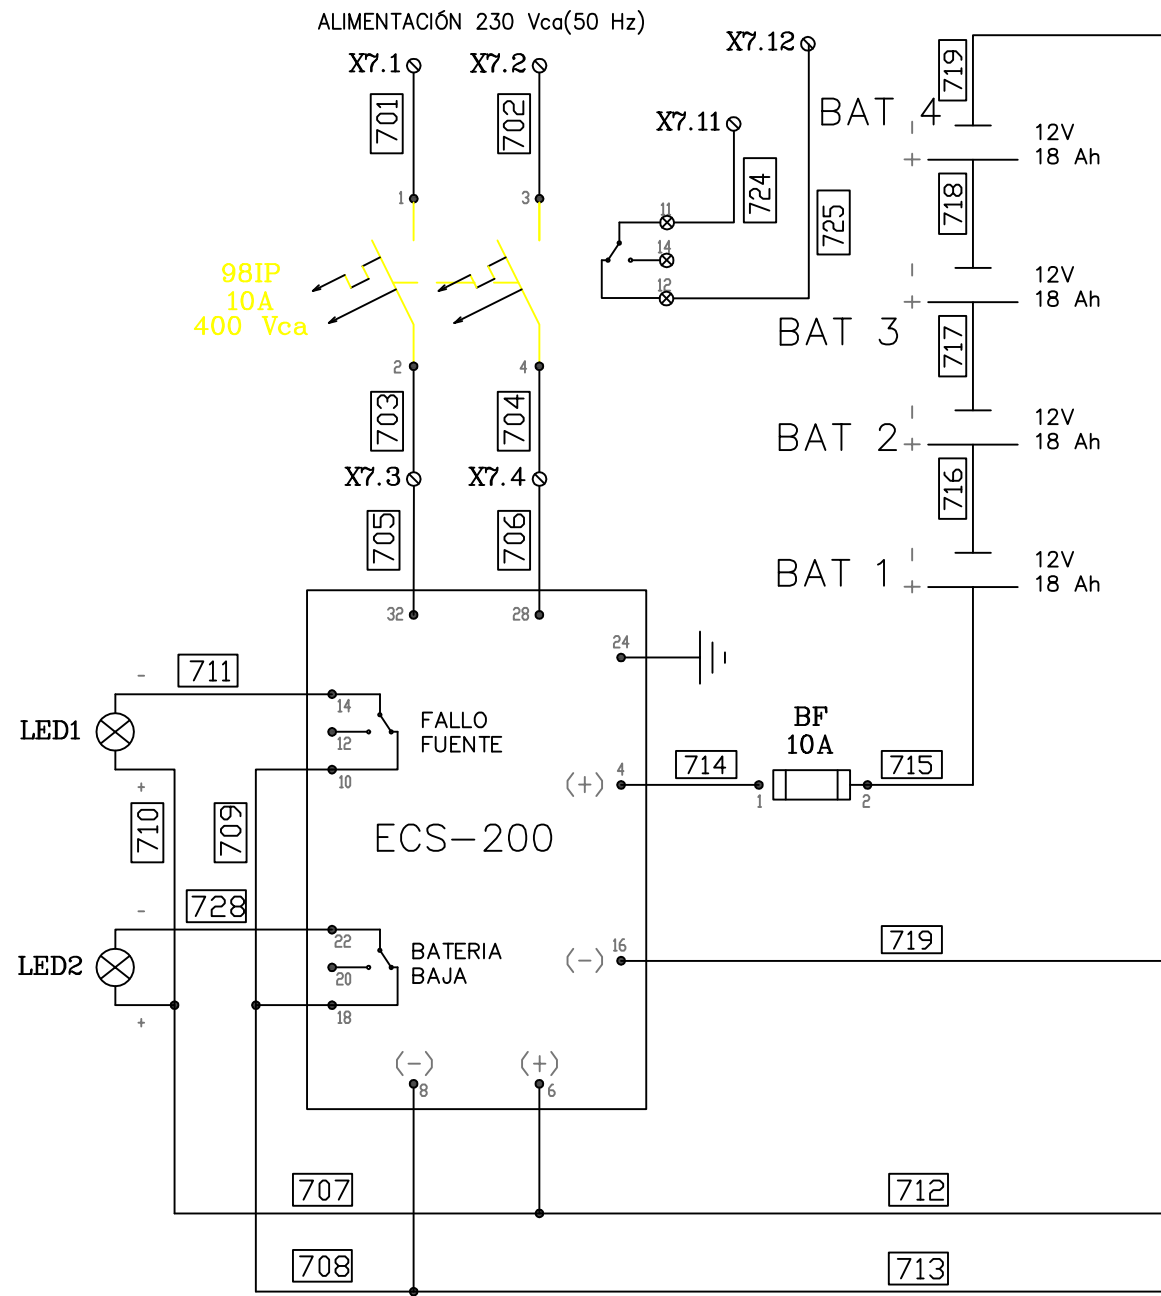 ALIMENTACIÓN 230 Vca(50 Hz)
X7.1
X7.2
X7.12
X7.11
701
702
719
BAT 4
-
+
12V
18 Ah
1
3
724
725
718
11
14
12
98IP
10A
400 Vca
-
+
12V
18 Ah
BAT 3
717
2
4
703
704
-
+
12V
18 Ah
BAT 2
X7.3
X7.4
716
705
706
-
+
12V
18 Ah
BAT 1
32
28
24
-
711
14
LED1
12
FALLO
FUENTE
10
+
BF
10A
(+)
4
714
715
1
2
710
709
ECS-200
-
728
22
LED2
20
BATERIA
BAJA
18
+
(-)
16
719
(-)
8
(+)
6
707
712
708
713